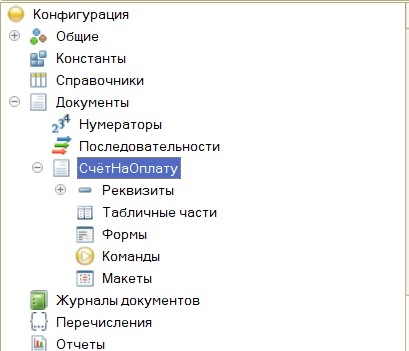 Конфигурация
Общие
Константы
Справочники
Документы
Нумераторы
Последовательности
СчётНаОплату
Реквизиты
Табличные части
Формы
Команды
Макеты
Журналы документов
Перечисления
Отчеты